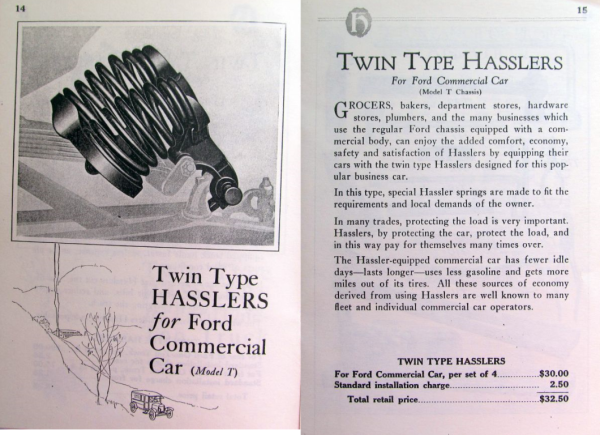 14
Twin Type
HASSLERS
for Ford
Commercial
Car (Model T)
15
H
TWIN TYPE HASSLERS
For Ford Commercial Car
(Model T Chassis)
GROCERS, bakers, department stores, hardware
stores, plumbers, and the many businesses which
use the regular Ford chassis equipped with a com-
mercial body, can enjoy the added comfort, economy,
safety and satisfaction of Hasslers by equipping their
cars with the twin type Hasslers designed for this pop-
ular business car.
In this type, special Hassler springs are made to fit the
requirements and local demands of the owner.
In many trades, protecting the load is very important.
Hasslers, by protecting the car, protect the load, and
in this way pay for themselves many times over.
The Hassler-equipped commercial car has fewer idle
days—lasts longer—uses less gasoline and gets more
miles out of its tires. All these sources of economy
derived from using Hasslers are well known to many
fleet and individual commercial car operators.
TWIN TYPE HASSLERS
For Ford Commercial Car, per set of 4..........$30.00
Standard installation charge.......................... 2.50
Total retail price..............................$32.50